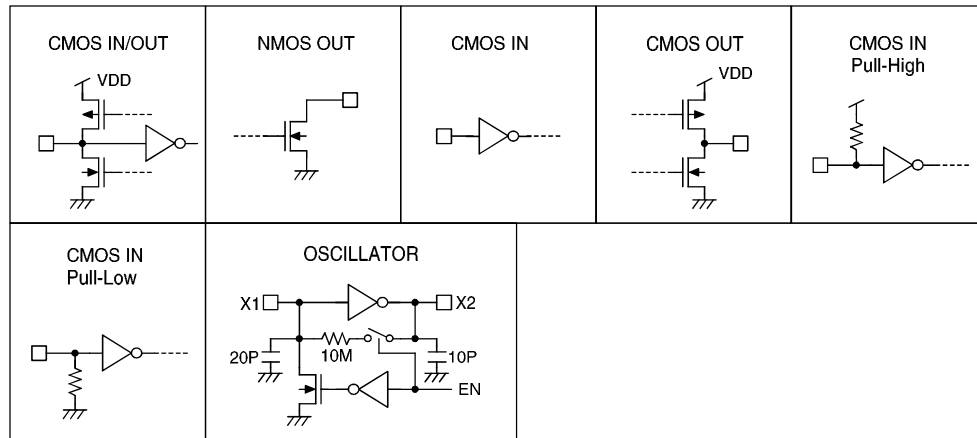 CMOS IN/OUT
VDD
NMOS OUT
CMOS IN
CMOS OUT
VDD
CMOS IN
Pull-High
CMOS IN
Pull-Low
OSCILLATOR
X1
X2
20P
10M
10P
EN